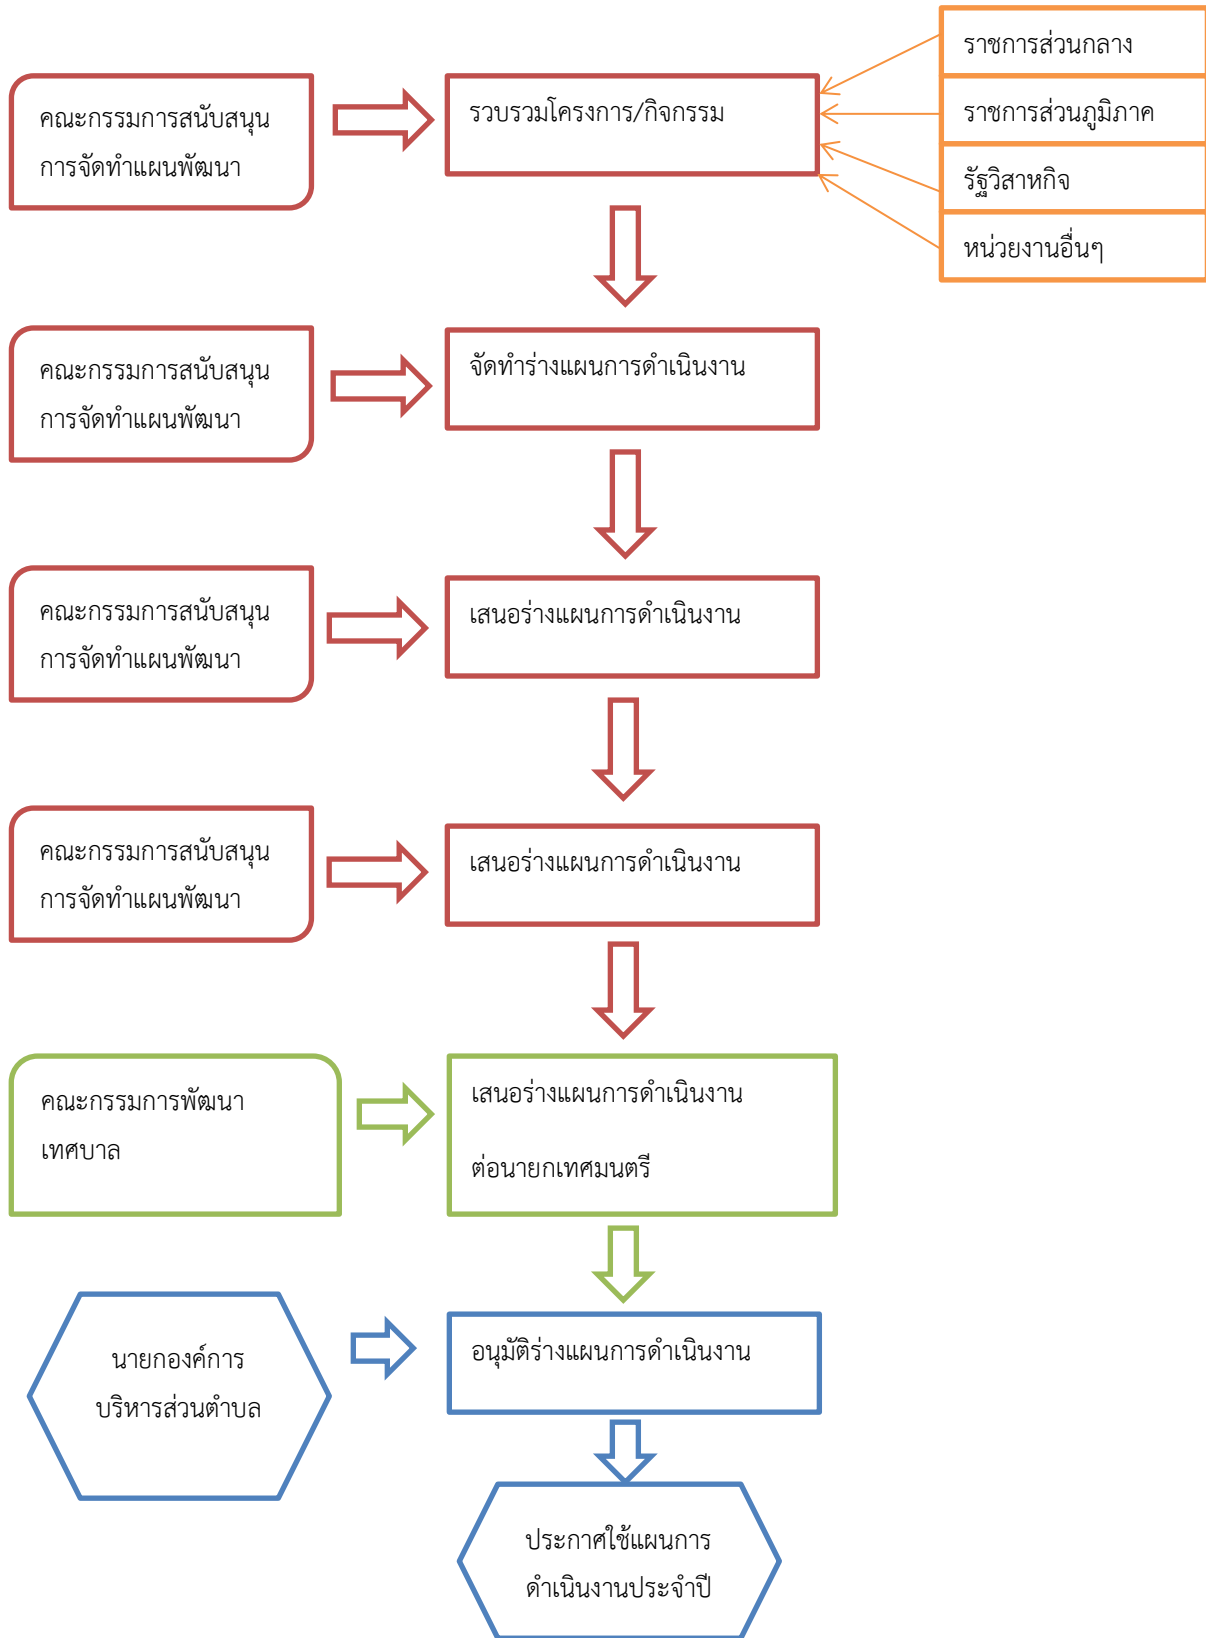 ราชการส่วนกลาง
คณะกรรมการสนับสนุน
การจัดทำแผนพัฒนา
รวบรวมโครงการ/กิจกรรม
ราชการส่วนภูมิภาค
รัฐวิสาหกิจ
หน่วยงานอื่นๆ
คณะกรรมการสนับสนุน
การจัดทำแผนพัฒนา
จัดทำร่างแผนการดำเนินงาน
คณะกรรมการสนับสนุน
การจัดทำแผนพัฒนา
เสนอร่างแผนการดำเนินงาน
คณะกรรมการสนับสนุน
การจัดทำแผนพัฒนา
เสนอร่างแผนการดำเนินงาน
คณะกรรมการพัฒนา
เทศบาล
เสนอร่างแผนการดำเนินงาน
ต่อนายกเทศมนตรี
นายกองค์การ
บริหารส่วนตำบล
อนุมัติร่างแผนการดำเนินงาน
ประกาศใช้แผนการ
ดำเนินงานประจำปี